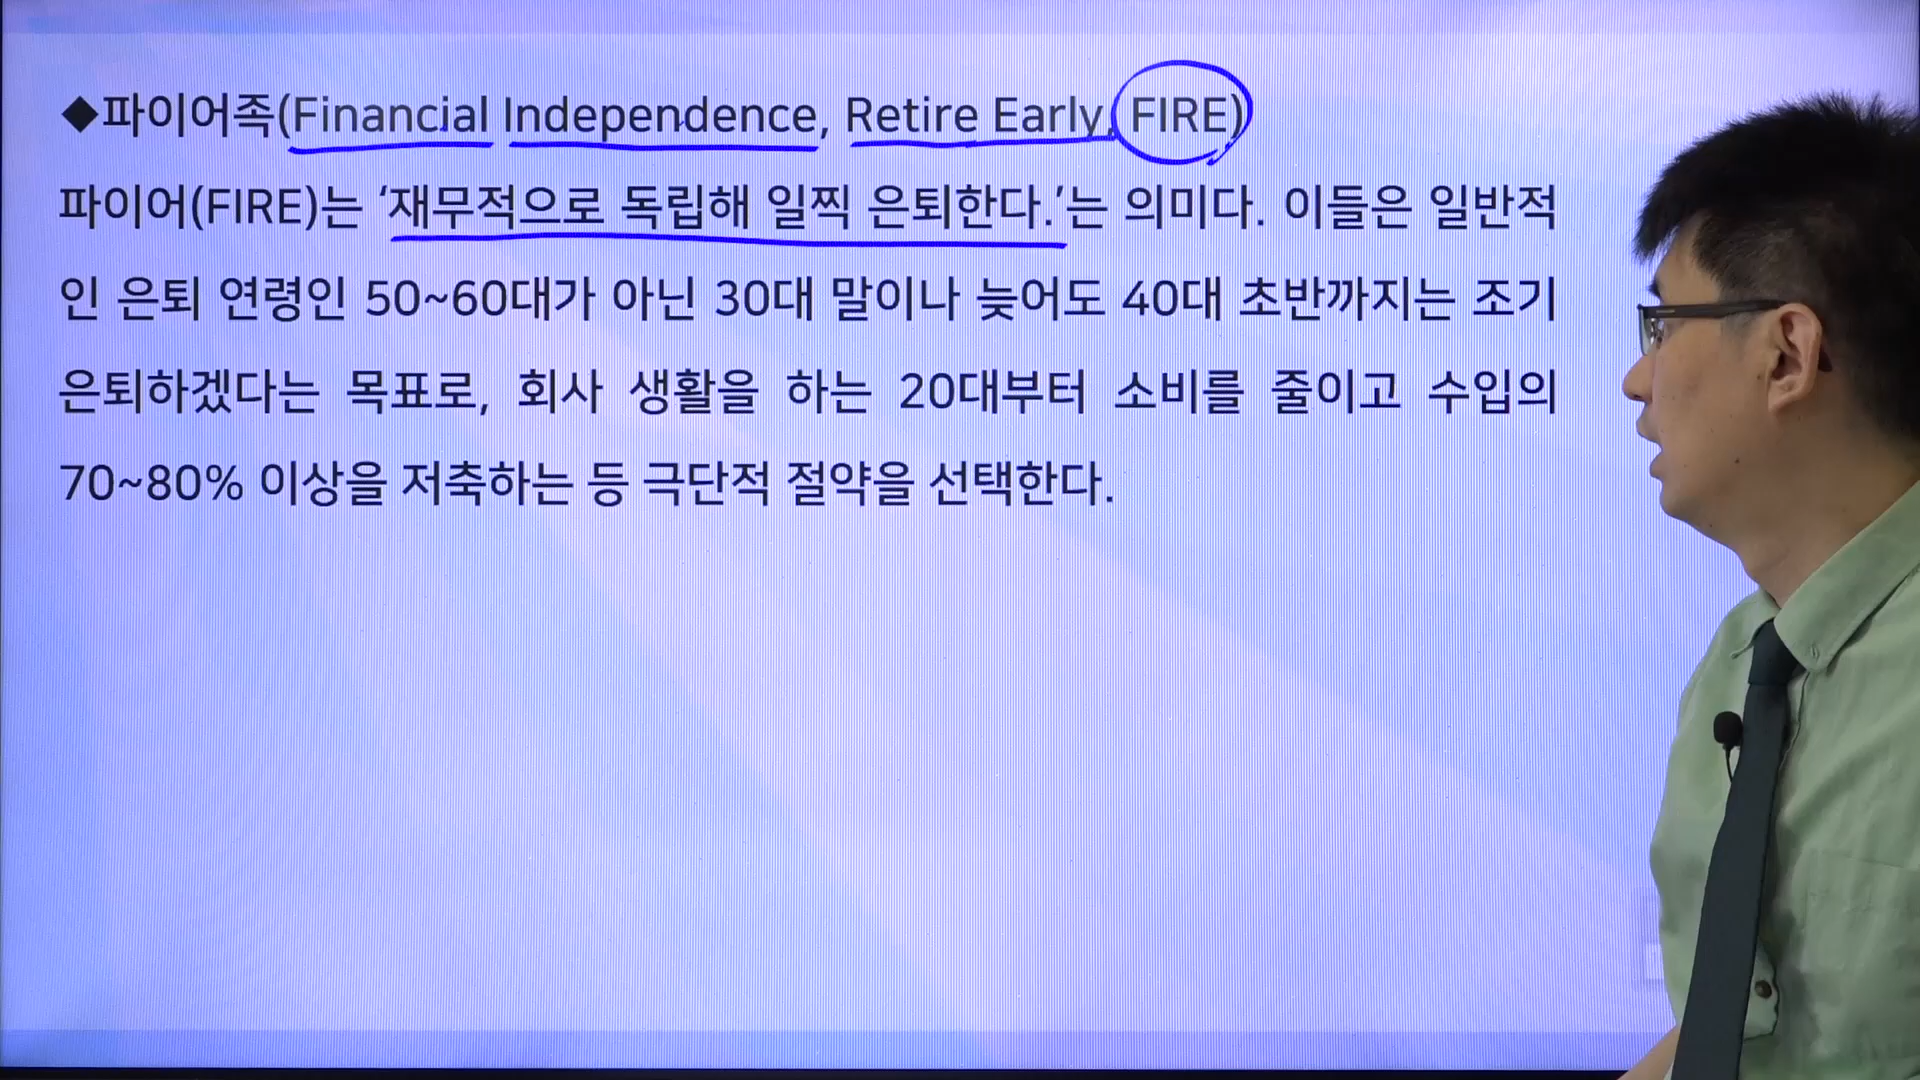 ◆파이어족(Financial Independence, Retire Early, FIRE)
파이어(FIRE)는 ‘재무적으로 독립해 일찍 은퇴한다.’는 의미다. 이들은 일반적
인 은퇴 연령인 50~60대가 아닌 30대 말이나 늦어도 40대 초반까지는 조기
은퇴하겠다는 목표로, 회사 생활을 하는 20대부터 소비를 줄이고 수입의
70~80% 이상을 저축하는 등 극단적 절약을 선택한다.